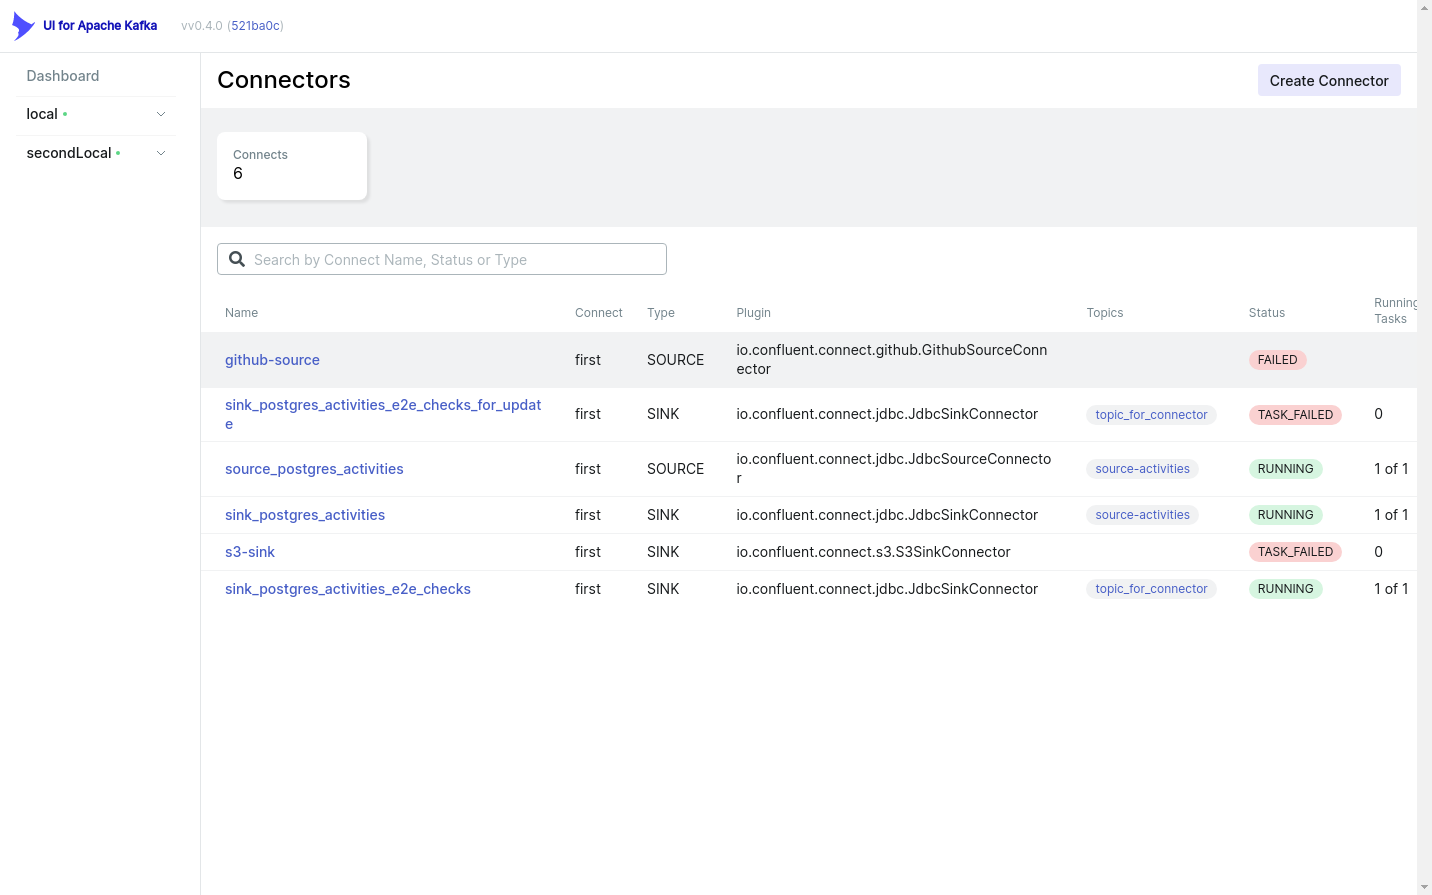 UI for Apache Kafka vv0.4.0 (521ba0c)
Dashboard
local
secondLocal
Connectors
Create Connector
Connects
6
Search by Connect Name, Status or Type
Name Connect Type Plugin Topics Status Running
Tasks
github-source first SOURCE io.confluent.connect.github.GithubSourceConn
ector FAILED
sink_postgres_activities_e2e_checks_for_updat
e first SINK io.confluent.connect.jdbc.JdbcSinkConnector topic_for_connector TASK_FAILED 0
source_postgres_activities first SOURCE io.confluent.connect.jdbc.JdbcSourceConnecto
r source-activities RUNNING 1 of 1
sink_postgres_activities first SINK io.confluent.connect.jdbc.JdbcSinkConnector source-activities RUNNING 1 of 1
s3-sink first SINK io.confluent.connect.s3.S3SinkConnector TASK_FAILED 0
sink_postgres_activities_e2e_checks first SINK io.confluent.connect.jdbc.JdbcSinkConnector topic_for_connector RUNNING 1 of 1